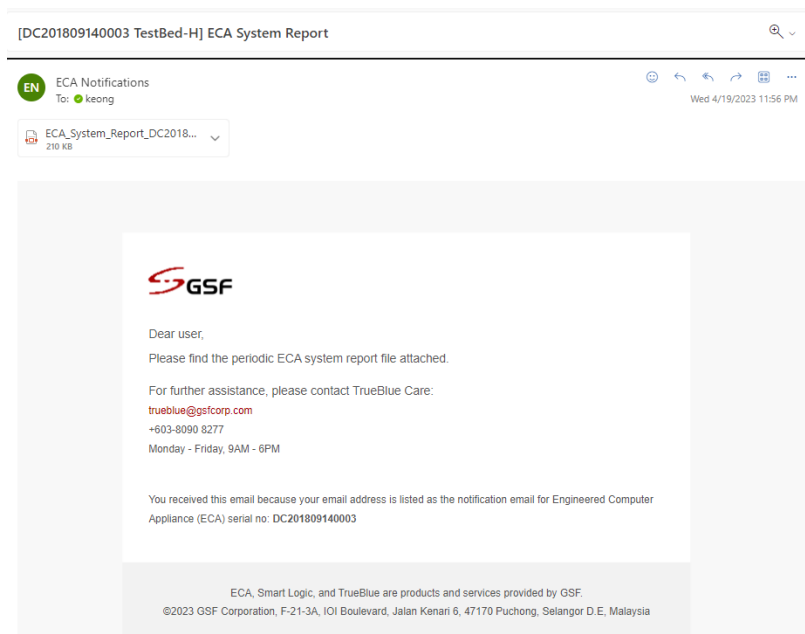 [DC201809140003 TestBed-H] ECA System Report
EN
ECA Notifications
To: keong
Wed 4/19/2023 11:56 PM
ECA_System_Report_DC2018...
210 KB
GSF
Dear user,
Please find the periodic ECA system report file attached.
For further assistance, please contact TrueBlue Care:
trueblue@gsfcorp.com
+603-8090 8277
Monday - Friday, 9AM - 6PM
You received this email because your email address is listed as the notification email for Engineered Computer
Appliance (ECA) serial no: DC201809140003
ECA, Smart Logic, and TrueBlue are products and services provided by GSF.
©2023 GSF Corporation, F-21-3A, IOI Boulevard, Jalan Kenari 6, 47170 Puchong, Selangor D.E, Malaysia